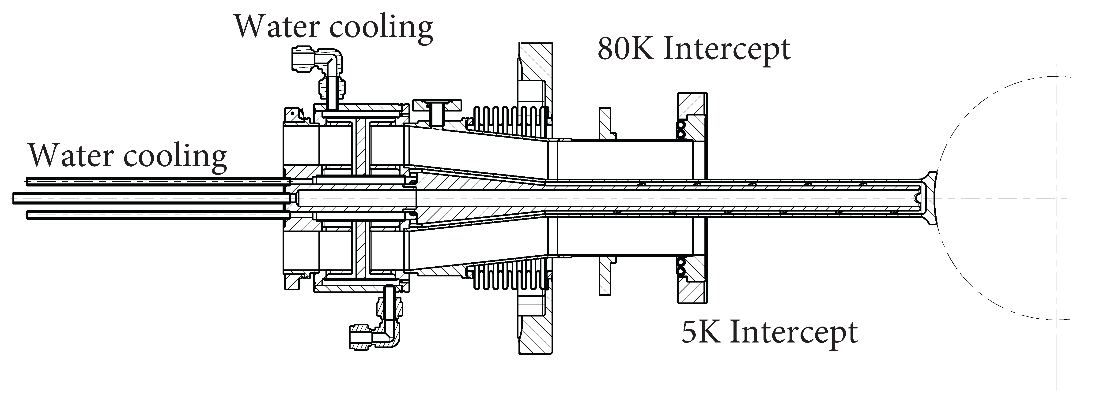 Water cooling
80K Intercept
Water cooling
5K Intercept